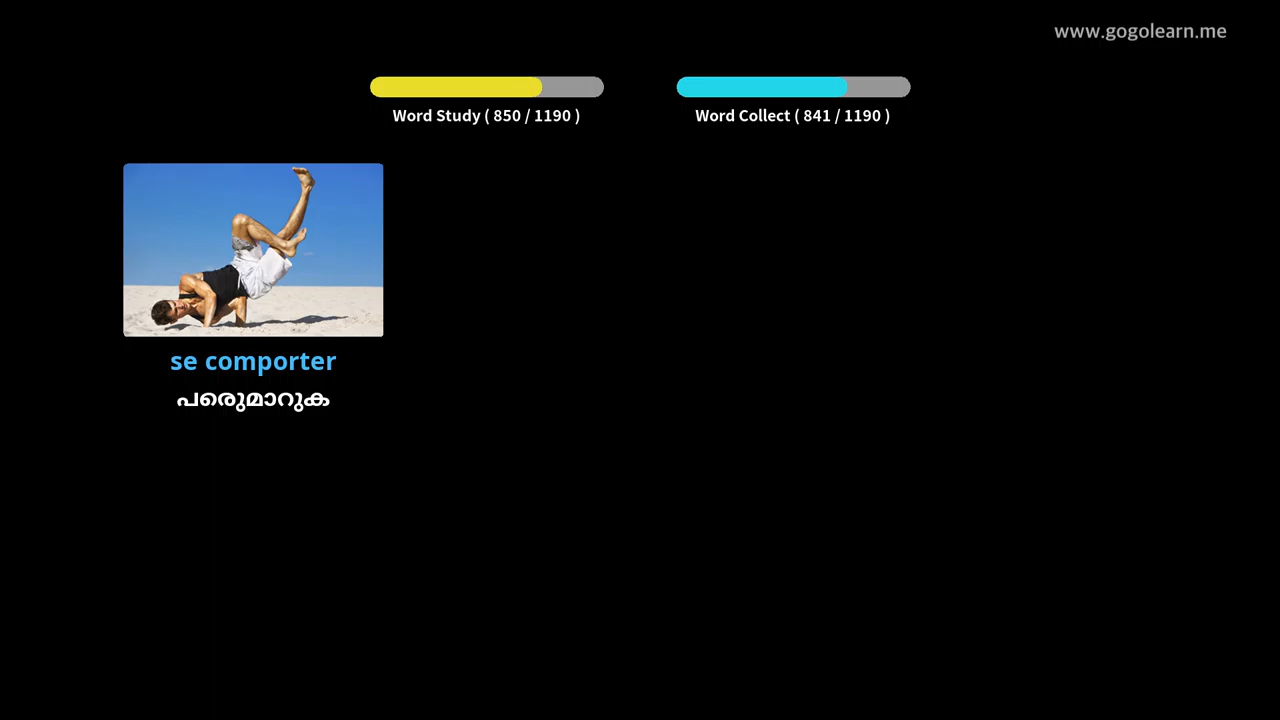 www.gogolearn.me
Word Study ( 850 / 1190 )
Word Collect ( 841 / 1190 )
se comporter
പെരുമാറുക